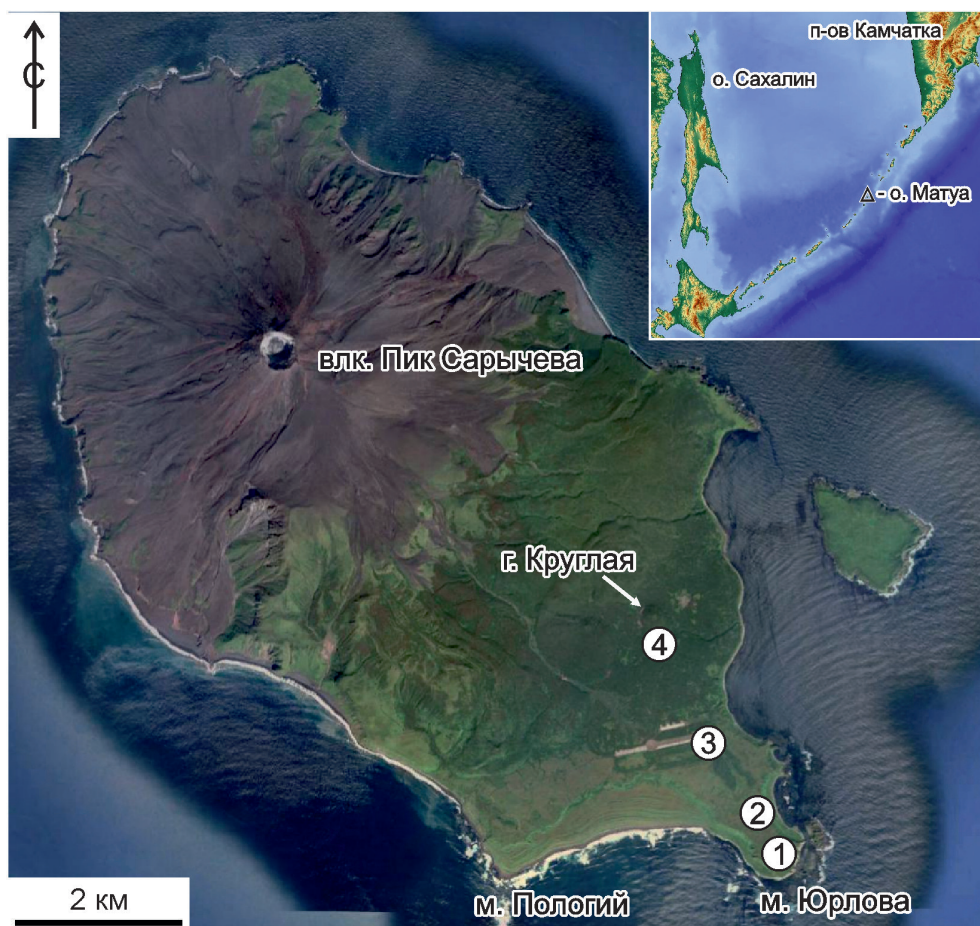 С
п-ов Камчатка
о. Сахалин
- о. Матуа
влк. Пик Сарычева
г. Круглая
4
3
2
1
2 км
м. Пологий
м. Юрлова